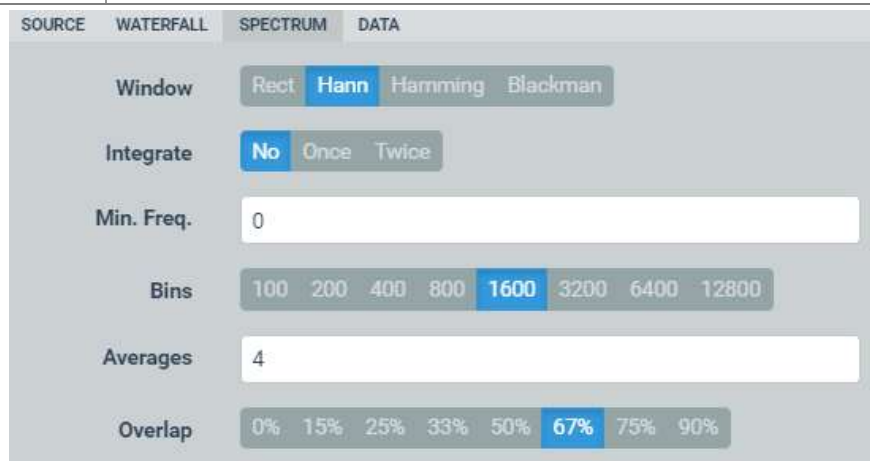 SOURCE WATERFALL SPECTRUM DATA
Window Rect Hann Hamming Blackman
Integrate No Once Twice
Min. Freq. 0
Bins 100 200 400 800 1600 3200 6400 12800
Averages 4
Overlap 0% 15% 25% 33% 50% 67% 75% 90%